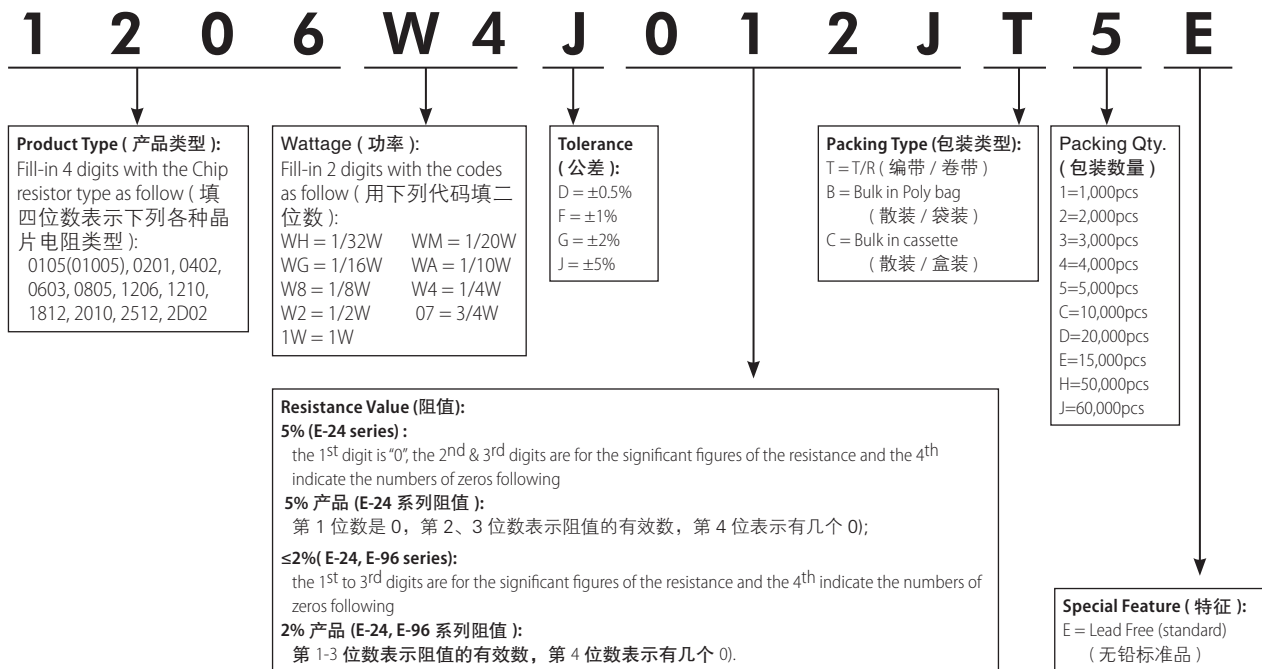 1 2 0 6 W 4 J 0 1 2 J T 5 E
Product Type ( 产品类型 ):
Fill-in 4 digits with the Chip
resistor type as follow ( 填
四位数表示下列各种晶
片电阻类型 ):
0105(01005), 0201, 0402,
0603, 0805, 1206, 1210,
1812, 2010, 2512, 2D02
Wattage ( 功率 ):
Fill-in 2 digits with the codes
as follow ( 用下列代码填二
位数 ):
WH = 1/32W WM = 1/20W
WG = 1/16W WA = 1/10W
W8 = 1/8W W4 = 1/4W
W2 = 1/2W 07 = 3/4W
1W = 1W
Tolerance
( 公差 ):
D = ±0.5%
F = ±1%
G = ±2%
J = ±5%
Packing Type (包装类型):
T = T/R ( 编带 / 卷带 )
B = Bulk in Poly bag
( 散装 / 袋装 )
C = Bulk in cassette
( 散装 / 盒装 )
Packing Qty.
( 包装数量 )
1=1,000pcs
2=2,000pcs
3=3,000pcs
4=4,000pcs
5=5,000pcs
C=10,000pcs
D=20,000pcs
E=15,000pcs
H=50,000pcs
J=60,000pcs
Resistance Value (阻值):
5% (E-24 series) :
the 1st digit is "0", the 2nd & 3rd digits are for the significant figures of the resistance and the 4th
indicate the numbers of zeros following
5% 产品 (E-24 系列阻值 ):
第 1 位数是 0，第 2、3 位数表示阻值的有效数，第 4 位表示有几个 0);
≤2%( E-24, E-96 series):
the 1st to 3rd digits are for the significant figures of the resistance and the 4th indicate the numbers of
zeros following
2% 产品 (E-24, E-96 系列阻值 ):
第 1-3 位数表示阻值的有效数，第 4 位数表示有几个 0).
Special Feature ( 特征 ):
E = Lead Free (standard)
( 无铅标准品 )